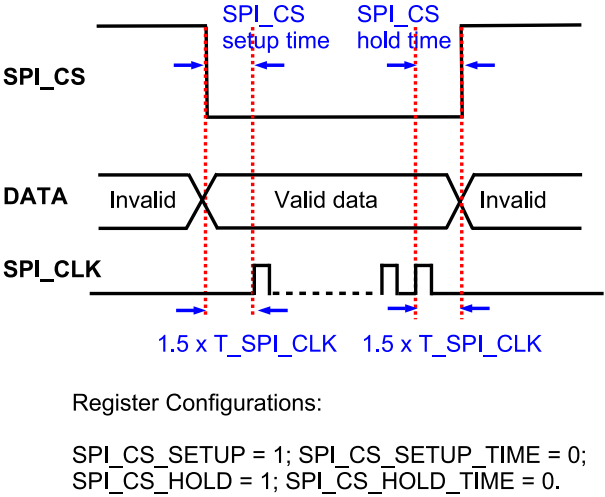 SPI_CS SPI_CS
setup time hold time
SPI_CS
DATA Invalid Valid data Invalid
SPI_CLK
1.5 x T_SPI_CLK 1.5 x T_SPI_CLK
Register Configurations:
SPI_CS_SETUP = 1; SPI_CS_SETUP_TIME = 0;
SPI_CS_HOLD = 1; SPI_CS_HOLD_TIME = 0.